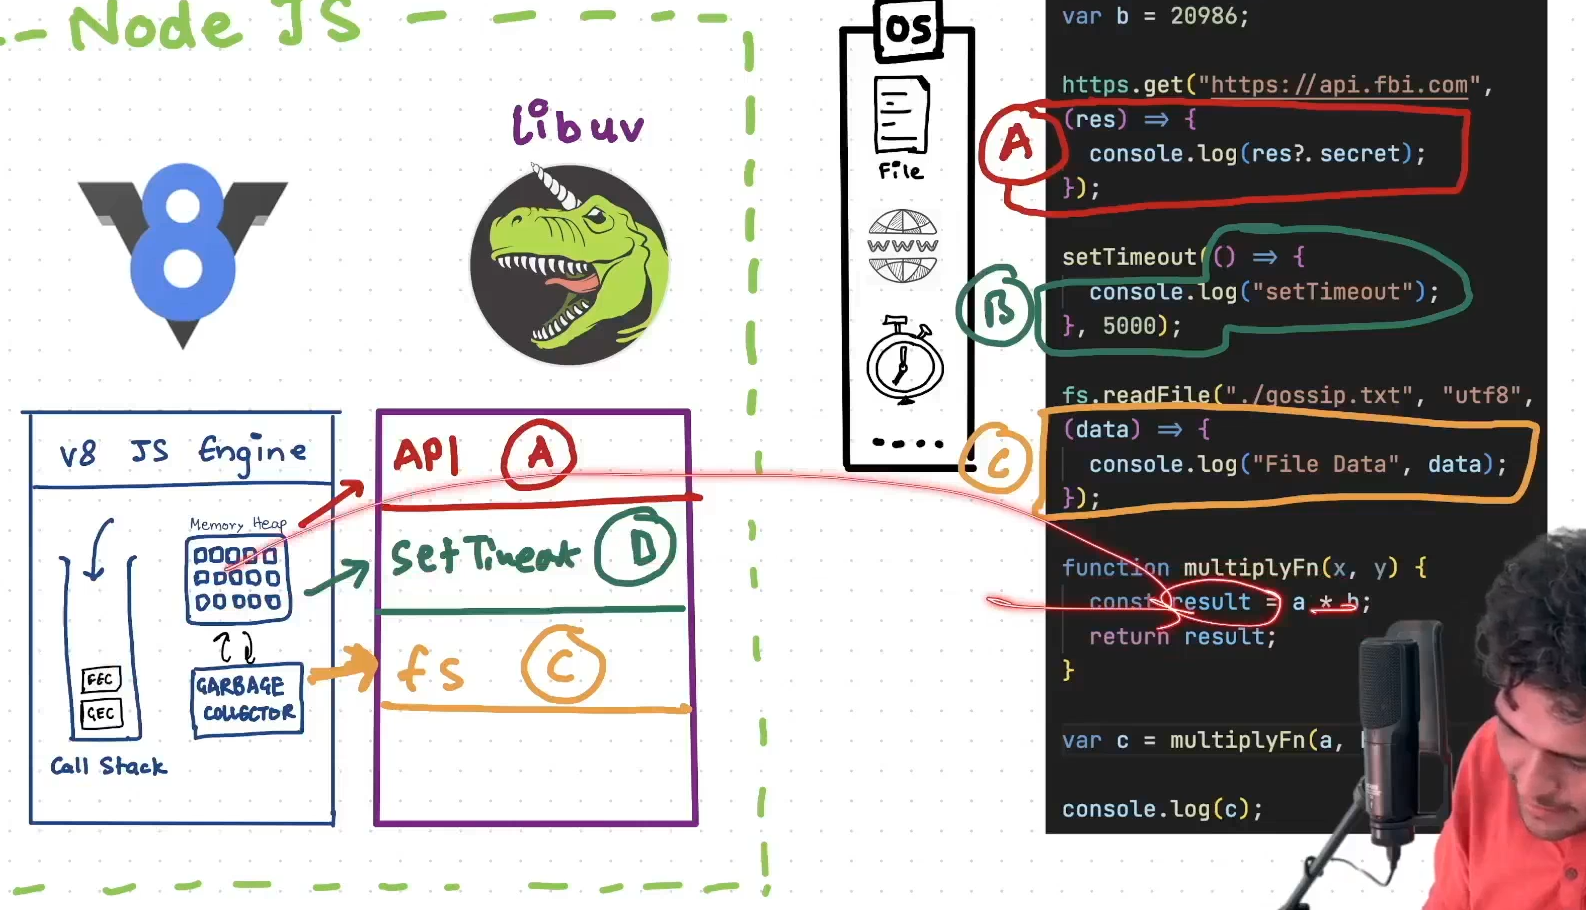 Node JS
Libuv
8
V8 JS Engine
Memory Heap
FEC
GEC
Call Stack
GARBAGE
COLLECTOR
API A
SetTimeout B
fs C
OS
File
WWW
....
var b = 20986;
https.get("https://api.fbi.com",
A
(res) => {
console.log(res?.secret);
});
setTimeout(() => {
B
console.log("setTimeout");
}, 5000);
fs.readFile("./gossip.txt", "utf8",
C
(data) => {
console.log("File Data", data);
});
function multiplyFn(x, y) {
const result = a * b;
return result;
}
var c = multiplyFn(a,
console.log(c);